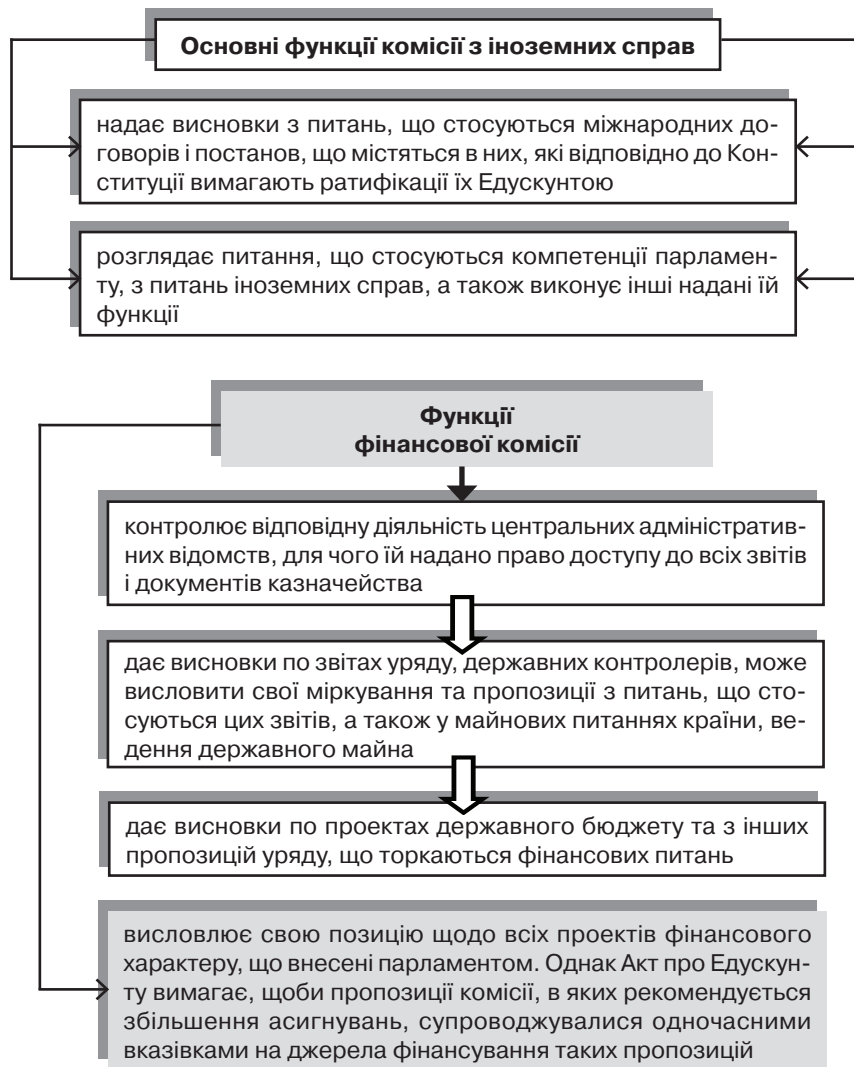 Основні функції комісії з іноземних справ
надає висновки з питань, що стосуються міжнародних до-
говорів і постанов, що містяться в них, які відповідно до Кон-
ституції вимагають ратифікації їх Едускунтою
розглядає питання, що стосуються компетенції парламен-
ту, з питань іноземних справ, а також виконує інші надані їй
функції
Функції
фінансової комісії
контролює відповідну діяльність центральних адміністратив-
них відомств, для чого їй надано право доступу до всіх звітів
і документів казначейства
дає висновки по звітах уряду, державних контролерів, може
висловити свої міркування та пропозиції з питань, що сто-
суються цих звітів, а також у майнових питаннях країни, ве-
дення державного майна
дає висновки по проектах державного бюджету та з інших
пропозицій уряду, що торкаються фінансових питань
висловлює свою позицію щодо всіх проектів фінансового
характеру, що внесені парламентом. Однак Акт про Едускун-
ту вимагає, щоби пропозиції комісії, в яких рекомендується
збільшення асигнувань, супроводжувалися одночасними
вказівками на джерела фінансування таких пропозицій